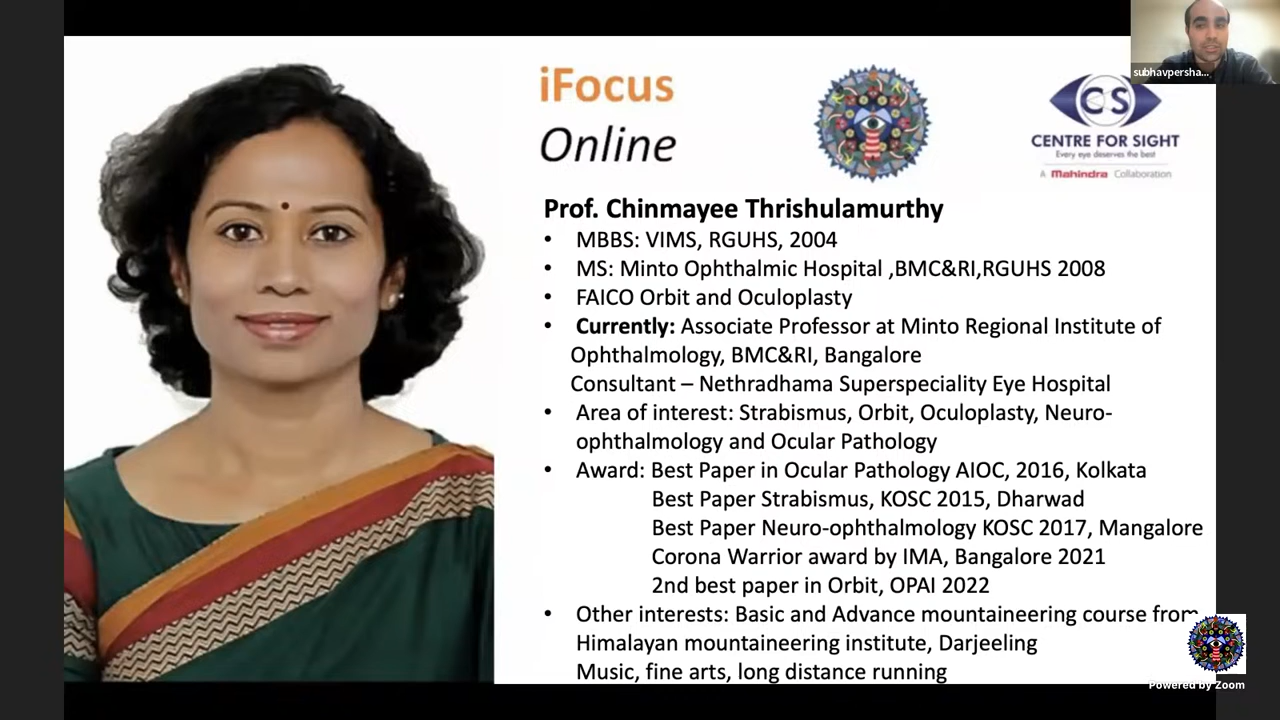 iFocus
Online
CS
CENTRE FOR SIGHT
Every eye deserves the best
A Mahindra Collaboration
subhavpersha...
Prof. Chinmayee Thrishulamurthy
• MBBS: VIMS, RGUHS, 2004
• MS: Minto Ophthalmic Hospital ,BMC&RI,RGUHS 2008
• FAICO Orbit and Oculoplasty
• Currently: Associate Professor at Minto Regional Institute of
Ophthalmology, BMC&RI, Bangalore
Consultant – Nethradhama Superspeciality Eye Hospital
• Area of interest: Strabismus, Orbit, Oculoplasty, Neuro-
ophthalmology and Ocular Pathology
• Award: Best Paper in Ocular Pathology AIOC, 2016, Kolkata
Best Paper Strabismus, KOSC 2015, Dharwad
Best Paper Neuro-ophthalmology KOSC 2017, Mangalore
Corona Warrior award by IMA, Bangalore 2021
2nd best paper in Orbit, OPAI 2022
• Other interests: Basic and Advance mountaineering course from
Himalayan mountaineering institute, Darjeeling
Music, fine arts, long distance running
Powered by Zoom